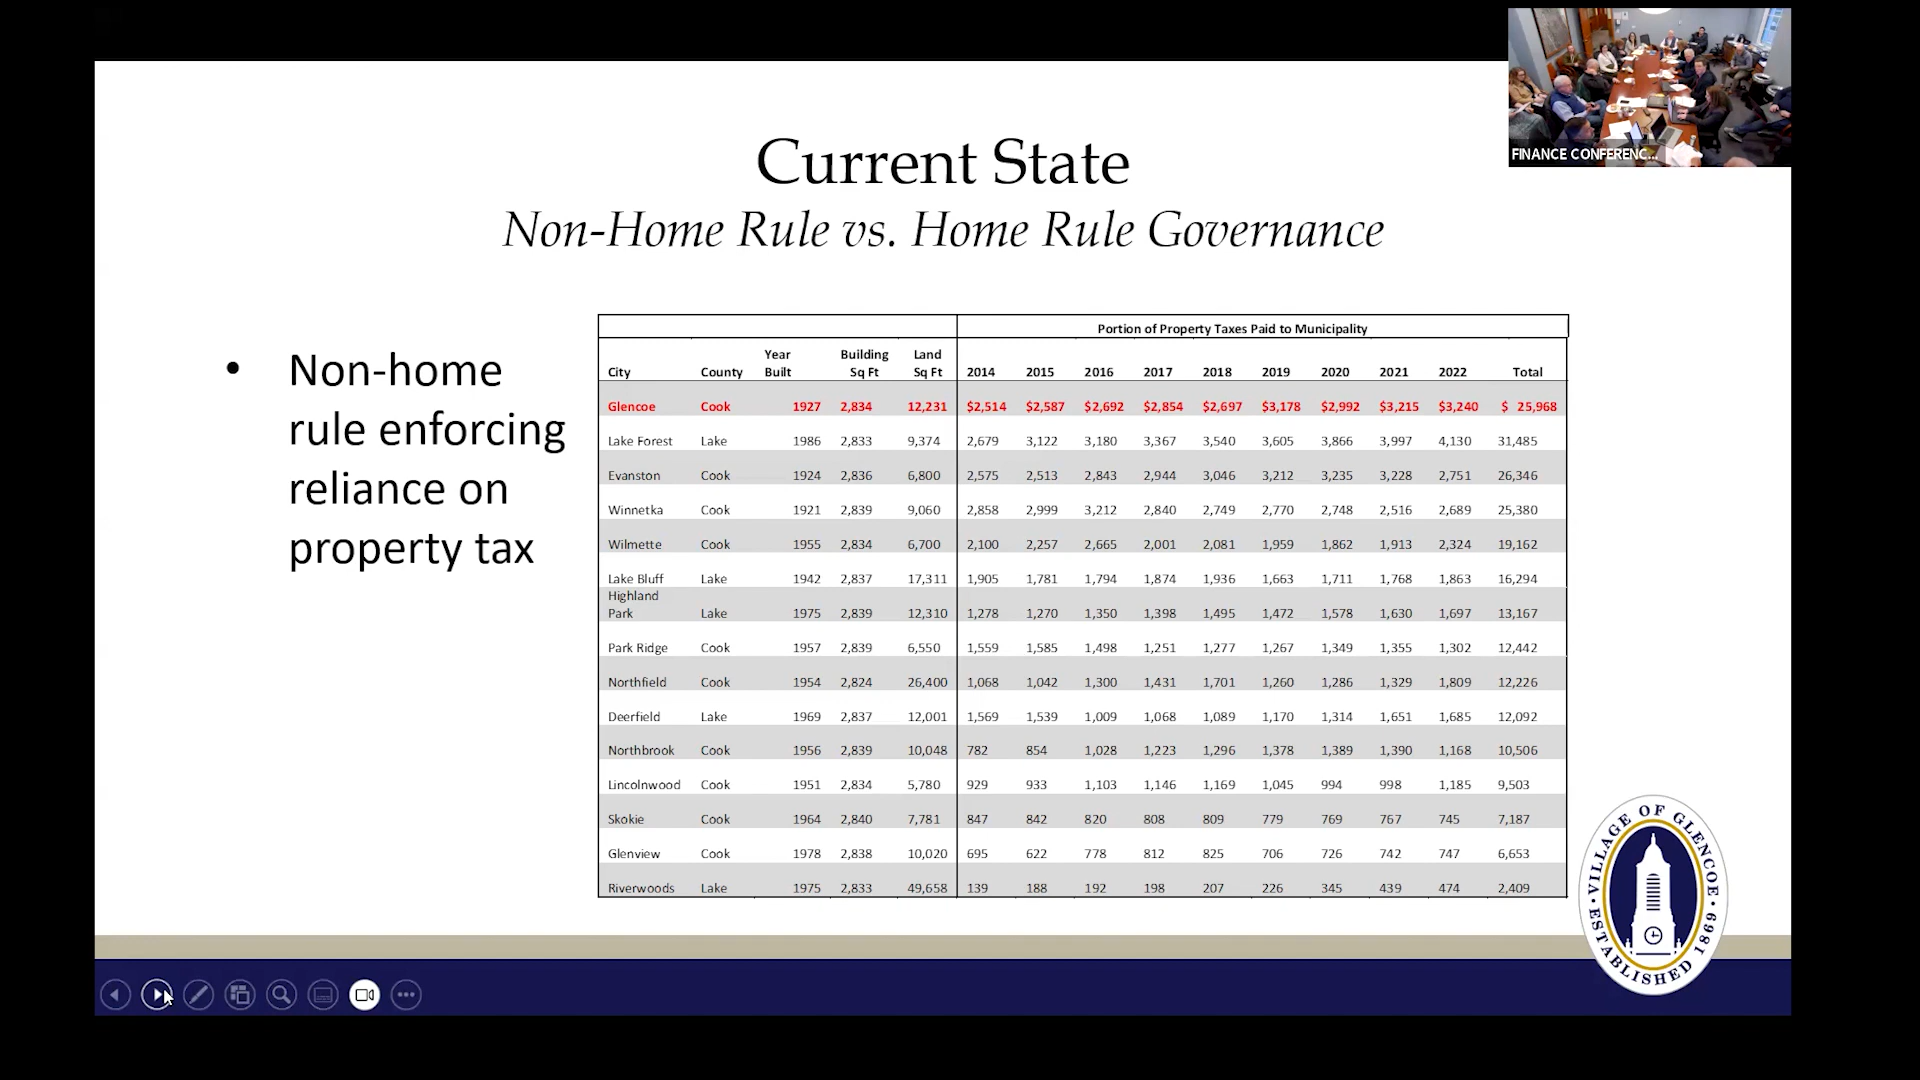 FINANCE CONFERENC...
Current State
Non-Home Rule vs. Home Rule Governance
• Non-home
rule enforcing
reliance on
property tax
Portion of Property Taxes Paid to Municipality
City County Year Built Building Sq Ft Land Sq Ft 2014 2015 2016 2017 2018 2019 2020 2021 2022 Total
Glencoe Cook 1927 2,834 12,231 $2,514 $2,587 $2,692 $2,854 $2,697 $3,178 $2,992 $3,215 $3,240 $ 25,968
Lake Forest Lake 1986 2,833 9,374 2,679 3,122 3,180 3,367 3,540 3,605 3,866 3,997 4,130 31,485
Evanston Cook 1924 2,836 6,800 2,575 2,513 2,843 2,944 3,046 3,212 3,235 3,228 2,751 26,346
Winnetka Cook 1921 2,839 9,060 2,858 2,999 3,212 2,840 2,749 2,770 2,748 2,516 2,689 25,380
Wilmette Cook 1955 2,834 6,700 2,100 2,257 2,665 2,001 2,081 1,959 1,862 1,913 2,324 19,162
Lake Bluff Lake 1942 2,837 17,311 1,905 1,781 1,794 1,874 1,936 1,663 1,711 1,768 1,863 16,294
Highland Park Lake 1975 2,839 12,310 1,278 1,270 1,350 1,398 1,495 1,472 1,578 1,630 1,697 13,167
Park Ridge Cook 1957 2,839 6,550 1,559 1,585 1,498 1,251 1,277 1,267 1,349 1,355 1,302 12,442
Northfield Cook 1954 2,824 26,400 1,068 1,042 1,300 1,431 1,701 1,260 1,286 1,329 1,809 12,226
Deerfield Lake 1969 2,837 12,001 1,569 1,539 1,009 1,068 1,089 1,170 1,314 1,651 1,685 12,092
Northbrook Cook 1956 2,839 10,048 782 854 1,028 1,223 1,296 1,378 1,389 1,390 1,168 10,506
Lincolnwood Cook 1951 2,834 5,780 929 933 1,103 1,146 1,169 1,045 994 998 1,185 9,503
Skokie Cook 1964 2,840 7,781 847 842 820 808 809 779 769 767 745 7,187
Glenview Cook 1978 2,838 10,020 695 622 778 812 825 706 726 742 747 6,653
Riverwoods Lake 1975 2,833 49,658 139 188 192 198 207 226 345 439 474 2,409
• VILLAGE OF GLENCOE •
ESTABLISHED 1869